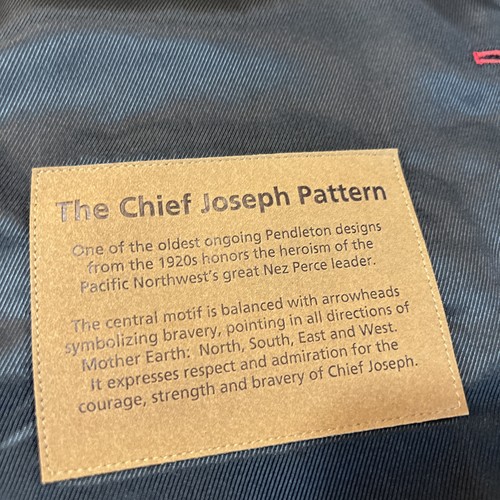 The Chief Joseph Pattern
One of the oldest ongoing Pendleton designs
from the 1920s honors the heroism of the
Pacific Northwest's great Nez Perce leader.
The central motif is balanced with arrowheads
symbolizing bravery, pointing in all directions of
Mother Earth: North, South, East and West.
It expresses respect and admiration for the
courage, strength and bravery of Chief Joseph.